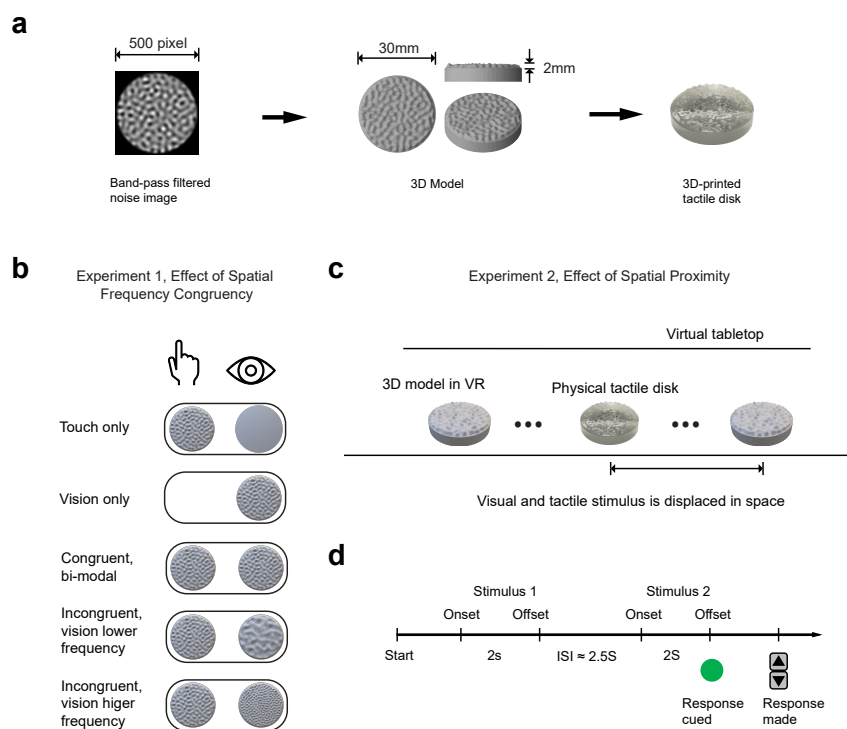 a
500 pixel
30mm
2mm
Band-pass filtered
noise image
3D Model
3D-printed
tactile disk
b
Experiment 1, Effect of Spatial
Frequency Congruency
Touch only
Vision only
Congruent,
bi-modal
Incongruent,
vision lower
frequency
Incongruent,
vision higer
frequency
c
Experiment 2, Effect of Spatial Proximity
Virtual tabletop
3D model in VR
Physical tactile disk
Visual and tactile stimulus is displaced in space
d
Stimulus 1
Stimulus 2
Onset
Offset
Onset
Offset
Start
2s
ISI ≈ 2.5S
2S
Response
cued
Response
made